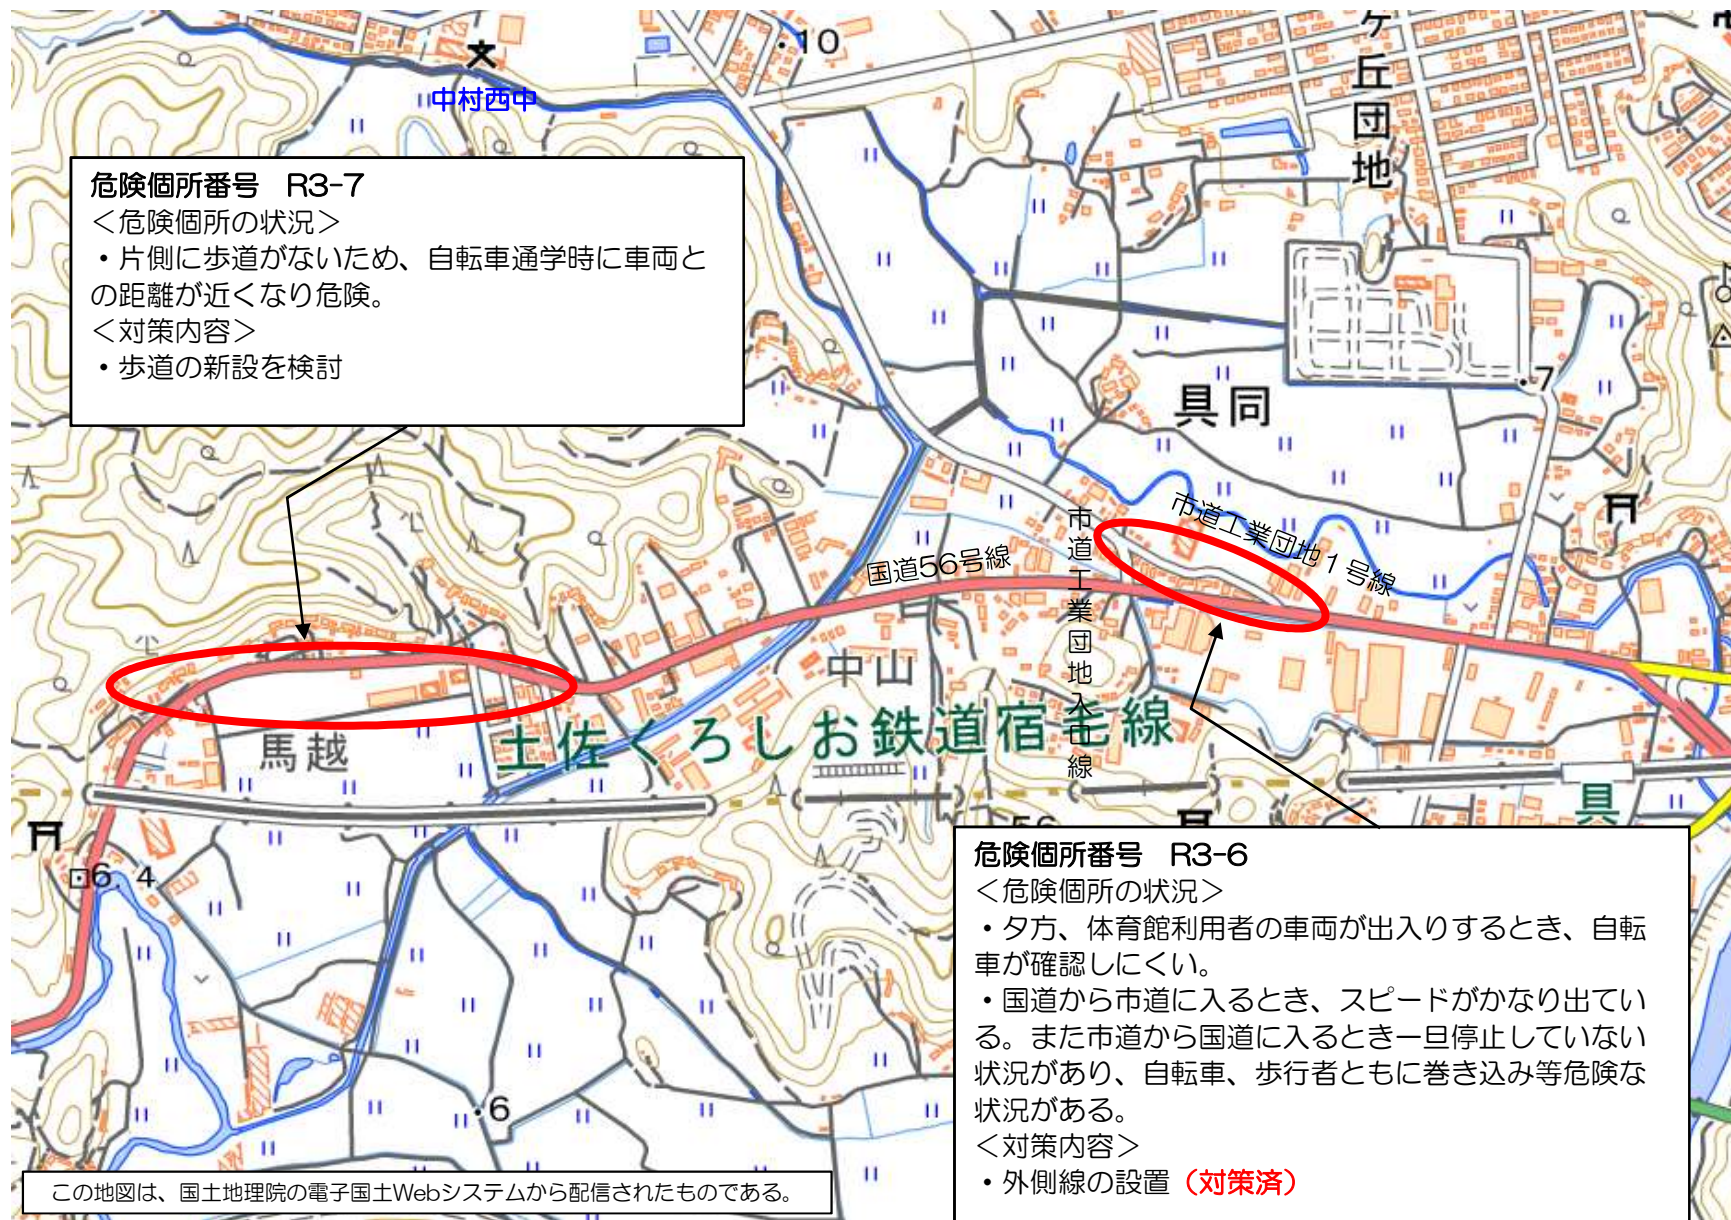 ・10
ヶ丘団地
中村西中
危険個所番号　R3-7
＜危険個所の状況＞
・片側に歩道がないため、自転車通学時に車両と
の距離が近くなり危険。
＜対策内容＞
・歩道の新設を検討
・7
具同
市道工業団地１号線
市道工業団地入口線
国道56号線
中山
馬越
土佐くろしお鉄道宿毛線
具
56
6.4
・6
危険個所番号　R3-6
＜危険個所の状況＞
・夕方、体育館利用者の車両が出入りするとき、自転
車が確認しにくい。
・国道から市道に入るとき、スピードがかなり出てい
る。また市道から国道に入るとき一旦停止していない
状況があり、自転車、歩行者ともに巻き込み等危険な
状況がある。
＜対策内容＞
・外側線の設置（対策済）
この地図は、国土地理院の電子国土Webシステムから配信されたものである。